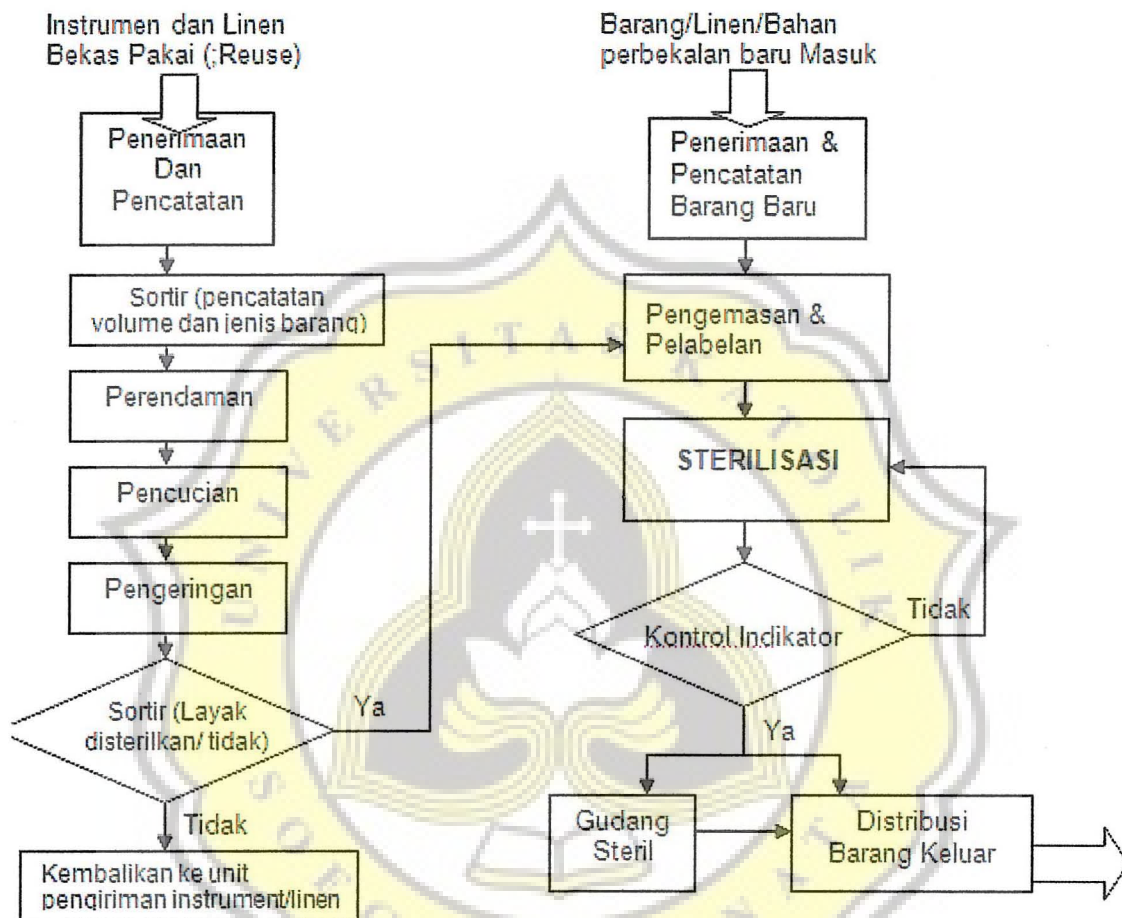 Instrumen dan Linen
Bekas Pakai (;Reuse)
Penerimaan
Dan
Pencatatan
Sortir (pencatatan
volume dan jenis barang)
Perendaman
Pencucian
Pengeringan
Sortir (Layak
disterilkan/ tidak)
Ya
Tidak
Kembalikan ke unit
pengiriman instrument/linen
Barang/Linen/Bahan
perbekalan baru Masuk
Penerimaan &
Pencatatan
Barang Baru
Pengemasan &
Pelabelan
STERILISASI
Kontrol Indikator
Tidak
Ya
Gudang
Steril
Distribusi
Barang Keluar
UNIVERSITAS KATOLIK